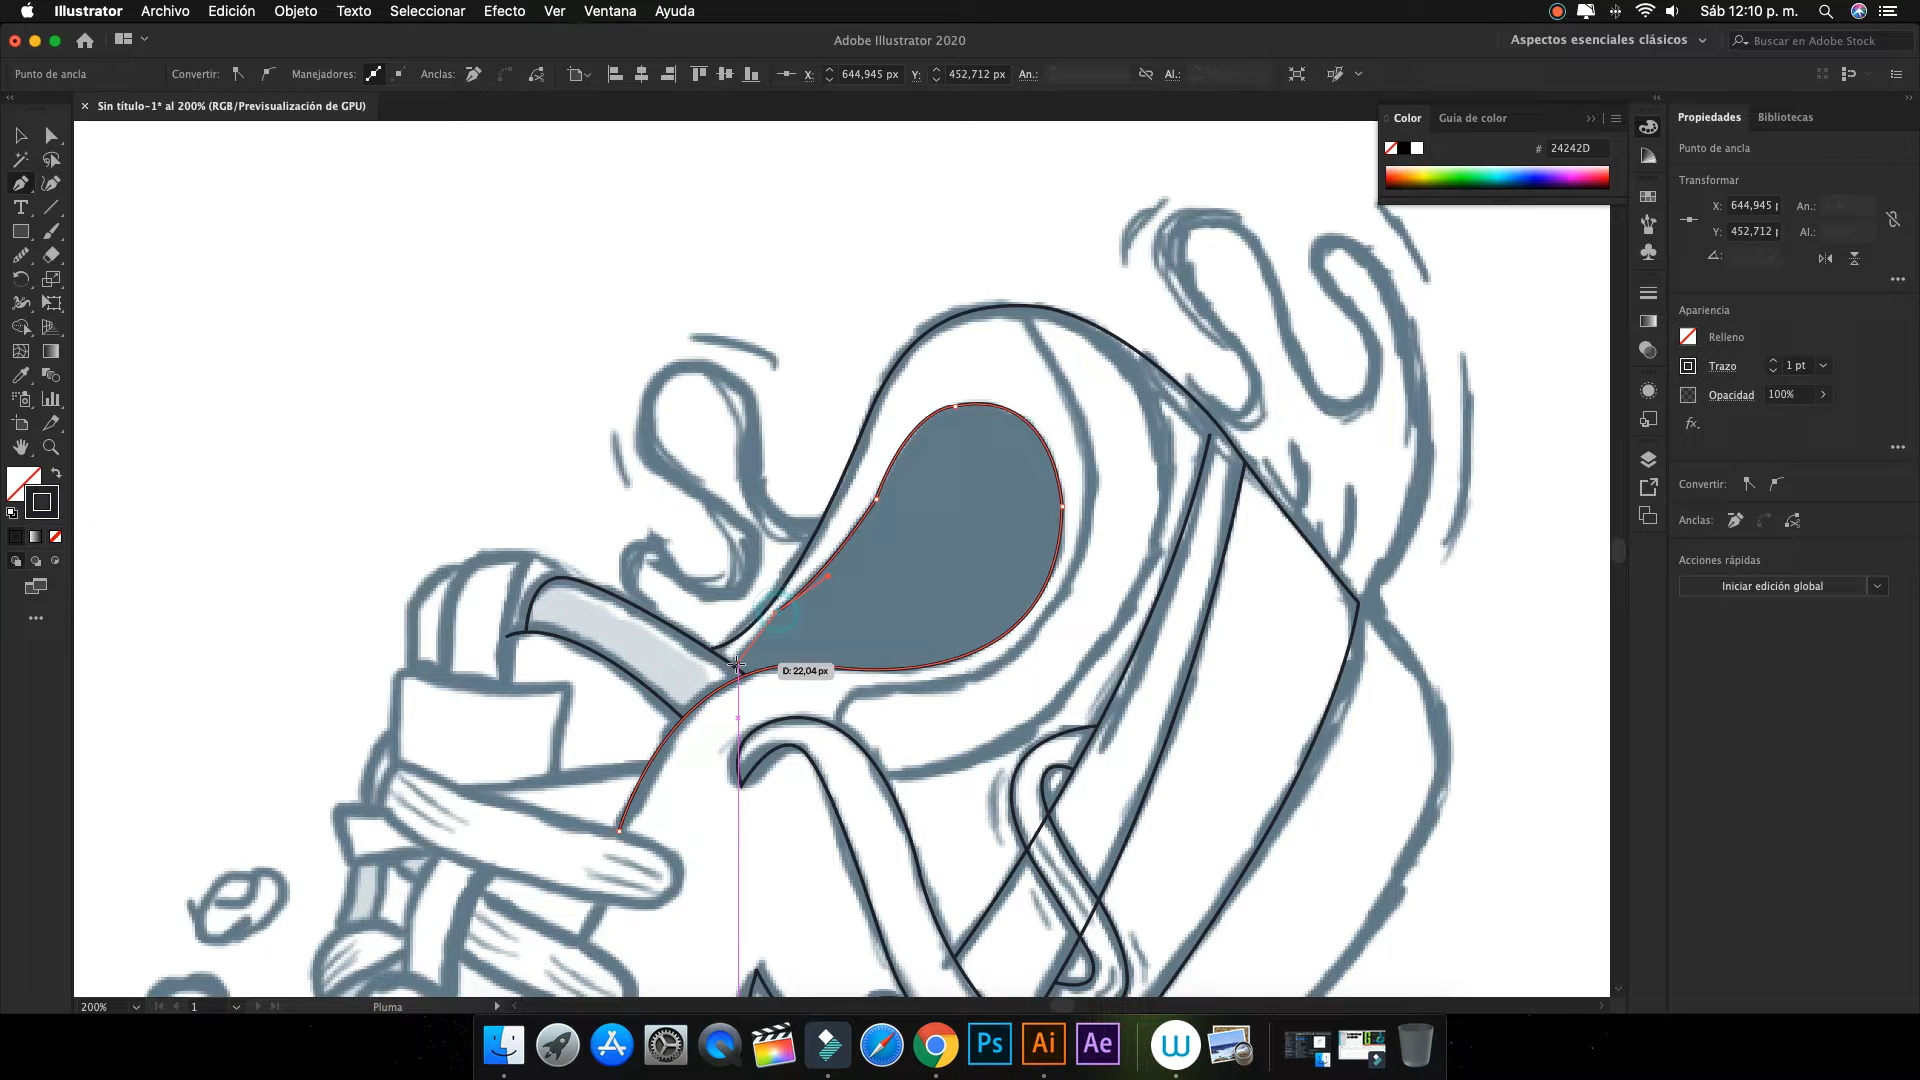 Illustrator Archivo Edición Objeto Texto Seleccionar Efecto Ver Ventana Ayuda Sáb 12:10 p. m.
Adobe Illustrator 2020 Aspectos esenciales clásicos Buscar en Adobe Stock
Punto de ancla Convertir: Manejadores: Anclas: X: 644,945 px Y: 452,712 px An.: Al.:
Sin título-1* al 200% (RGB/Previsualización de GPU)
Color Guía de color
# 24242D
Propiedades Bibliotecas
Punto de ancla
Transformar
X: 644,945 An.:
Y: 452,712 Al.:
Apariencia
Relleno
Trazo 1 pt
Opacidad 100%
fx.
Convertir:
Anclas:
Acciones rápidas
Iniciar edición global
D: 22,04 px
200% 1 Pluma
Ps Ai Ae